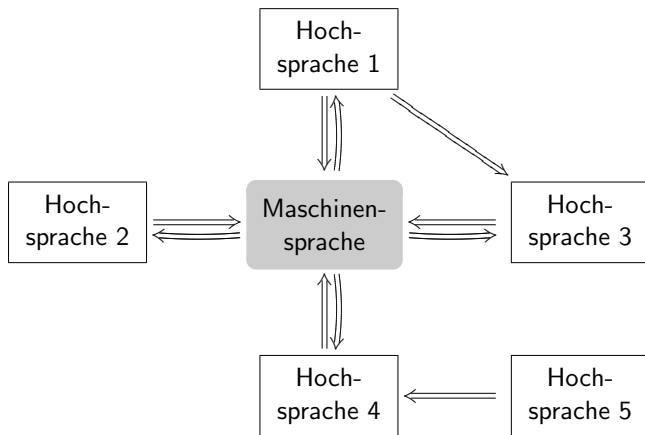 Hoch-
sprache 1
Hoch-
sprache 2
Maschinen-
sprache
Hoch-
sprache 3
Hoch-
sprache 4
Hoch-
sprache 5